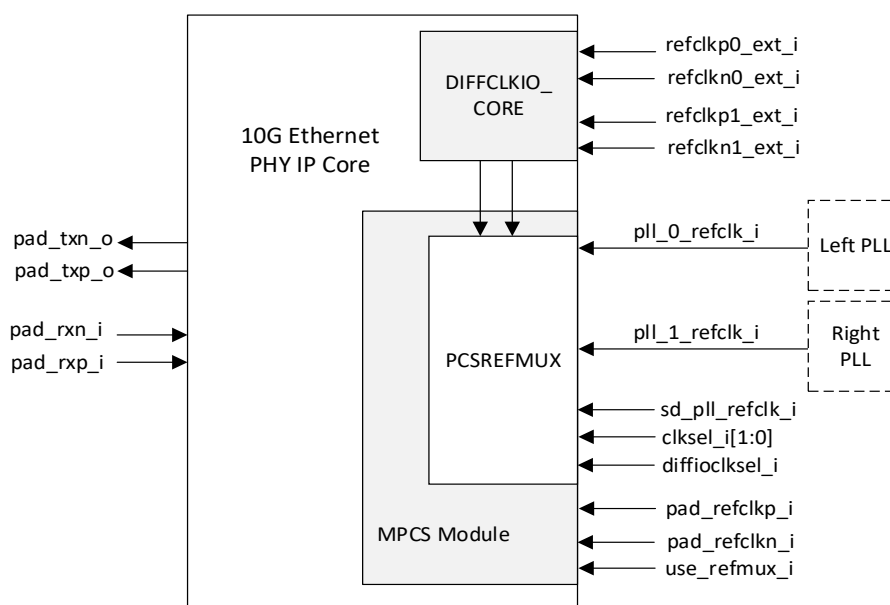 refclkp0_ext_i
refclkn0_ext_i
refclkp1_ext_i
refclkn1_ext_i
DIFFCLKIO_
CORE
10G Ethernet
PHY IP Core
pad_txn_o
pad_txp_o
pad_rxn_i
pad_rxp_i
pll_0_refclk_i
Left PLL
pll_1_refclk_i
Right
PLL
PCSREFMUX
sd_pll_refclk_i
clksel_i[1:0]
diffioclksel_i
MPCS Module
pad_refclkp_i
pad_refclkn_i
use_refmux_i